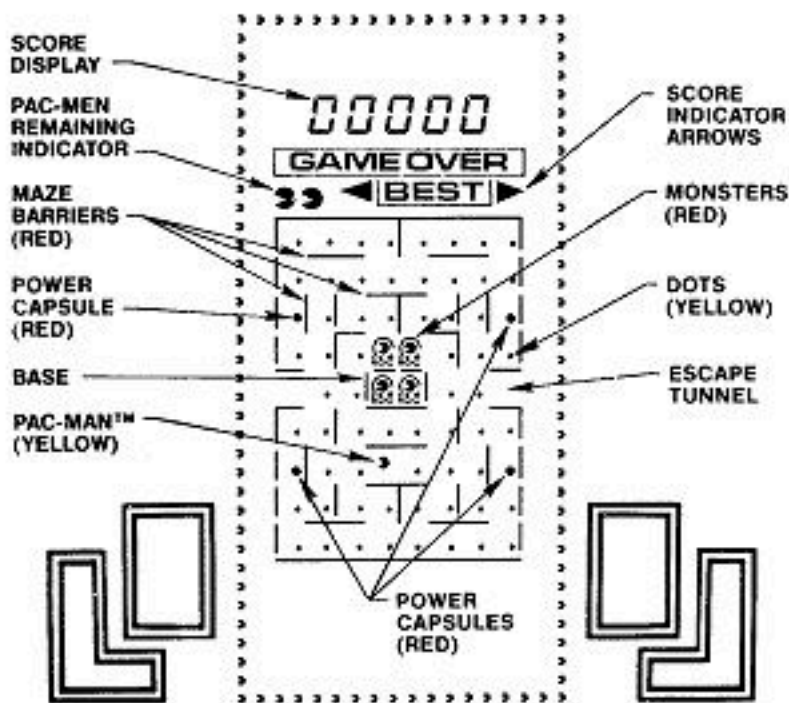 SCORE
DISPLAY
PAC-MEN
REMAINING
INDICATOR
MAZE
BARRIERS
(RED)
POWER
CAPSULE
(RED)
BASE
PAC-MAN™
(YELLOW)
00000
GAME OVER
BEST
SCORE
INDICATOR
ARROWS
MONSTERS
(RED)
DOTS
(YELLOW)
ESCAPE
TUNNEL
POWER
CAPSULES
(RED)